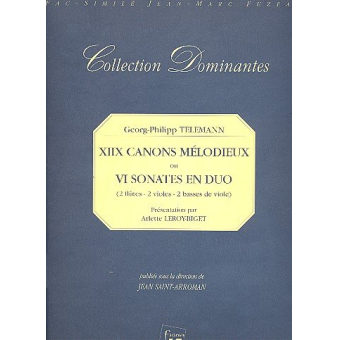 FAC-SIMILÉ JEAN-MARC FUZEA
Collection Dominantes
Georg-Philipp TELEMANN
XIIX CANONS MÉLODIEUX
ou
VI SONATES EN DUO
(2 flûtes - 2 violes - 2 basses de viole)
Présentation par
Arlette LEROY-BIGET
publiée sous la direction de
JEAN SAINT-ARROMAN